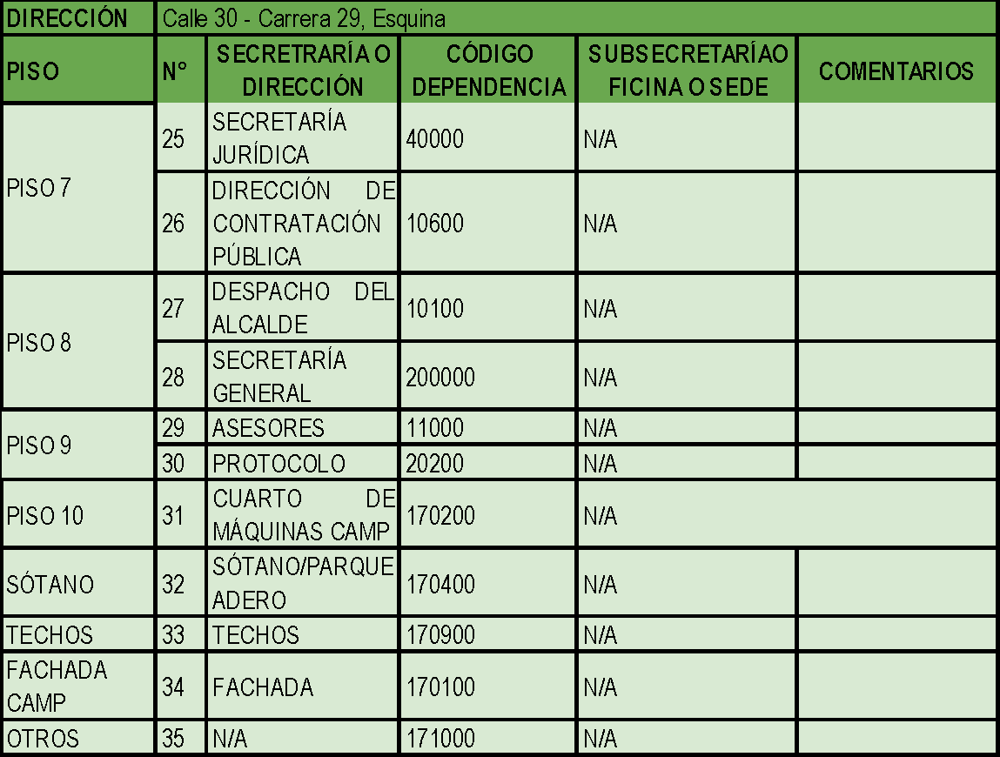 DIRECCIÓN Calle 30 - Carrera 29, Esquina
PISO N° SECRETRARÍA O DIRECCIÓN CÓDIGO DEPENDENCIA SUBSECRETARÍAO FICINA O SEDE COMENTARIOS
PISO 7
25 SECRETARÍA JURÍDICA 40000 N/A
26 DIRECCIÓN DE CONTRATACIÓN PÚBLICA 10600 N/A
PISO 8
27 DESPACHO DEL ALCALDE 10100 N/A
28 SECRETARÍA GENERAL 200000 N/A
PISO 9
29 ASESORES 11000 N/A
30 PROTOCOLO 20200 N/A
PISO 10 31 CUARTO DE MÁQUINAS CAMP 170200 N/A
SÓTANO 32 SÓTANO/PARQUE ADERO 170400 N/A
TECHOS 33 TECHOS 170900 N/A
FACHADA CAMP 34 FACHADA 170100 N/A
OTROS 35 N/A 171000 N/A